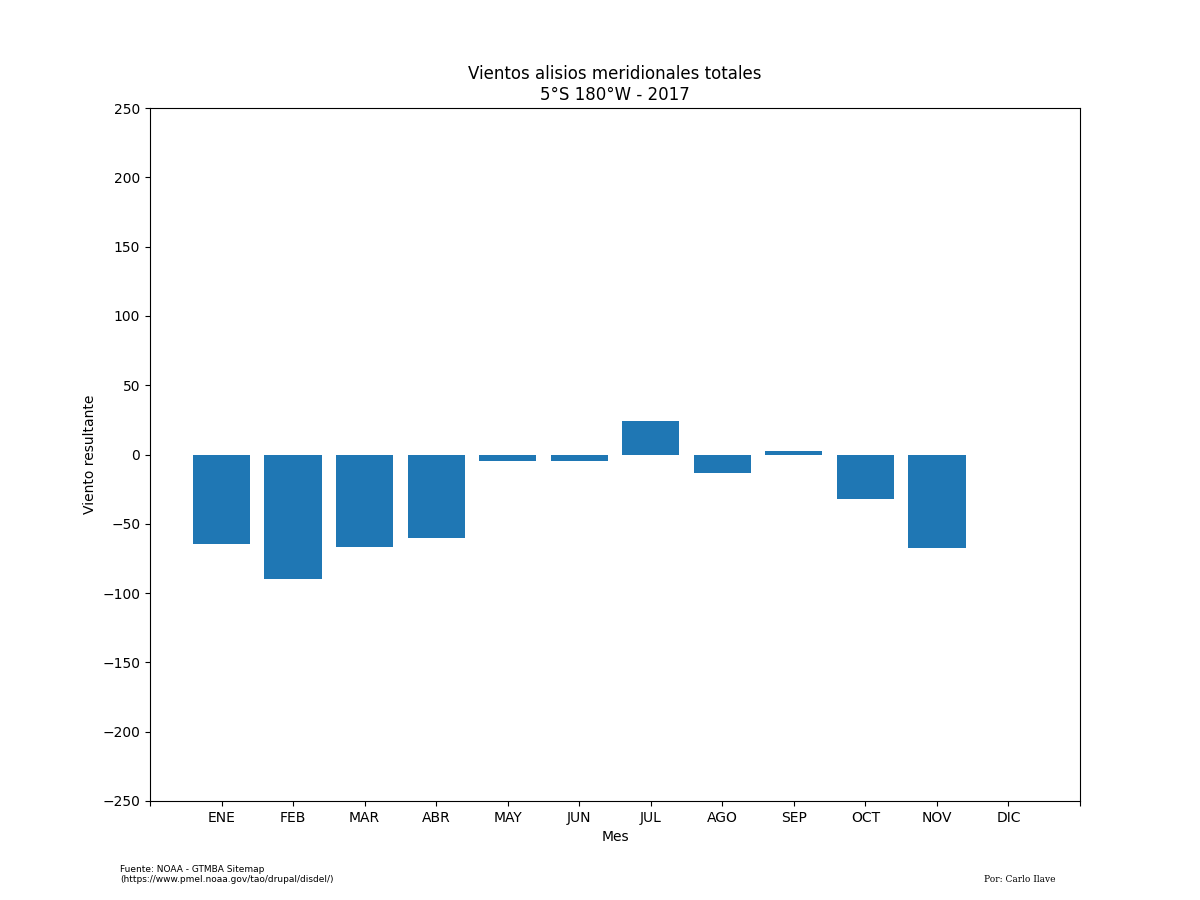 Vientos alisios meridionales totales
5°S 180°W - 2017
250
200
150
100
50
0
−50
−100
−150
−200
−250
Viento resultante
ENE FEB MAR ABR MAY JUN JUL AGO SEP OCT NOV DIC
Mes
Fuente: NOAA - GTMBA Sitemap
(https://www.pmel.noaa.gov/tao/drupal/disdel/)
Por: Carlo Ilave